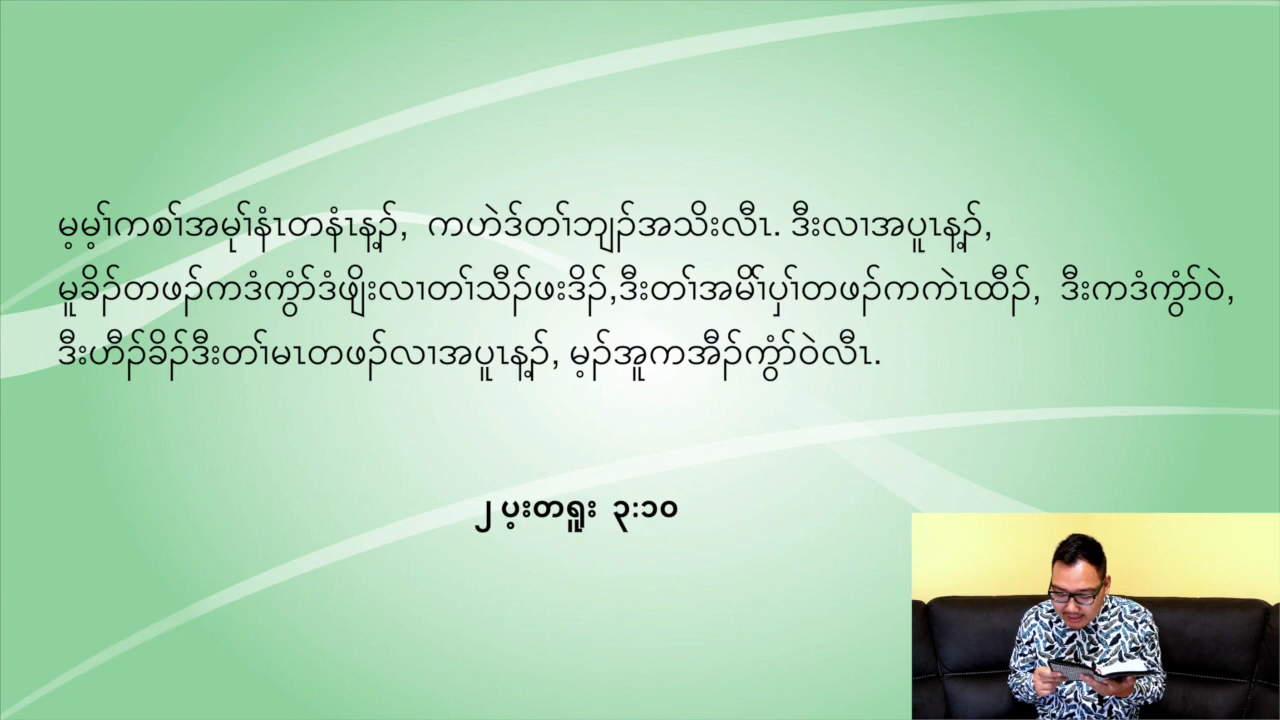 မ့မ့ၢ်ကစၢ်အမုၢ်နံၤတနံၤန့ၣ်,  ကဟဲဒ်တၢ်ဘျၣ်အသိးလီၤ. ဒီးလၢအပူၤန့ၣ်,
မူခိၣ်တဖၣ်ကဒံကွံာ်ဒံဖျိးလၢတၢ်သီၣ်ဖးဒိၣ်,ဒီးတၢ်အမိၢ်ပှၢ်တဖၣ်ကကဲၤထီၣ်,  ဒီးကဒံကွံာ်ဝဲ,
ဒီးဟီၣ်ခိၣ်ဒီးတၢ်မၤတဖၣ်လၢအပူၤန့ၣ်, မ့ၣ်အူကအီၣ်ကွံာ်ဝဲလီၤ.
၂ ပ့းတရူး  ၃:၁၀